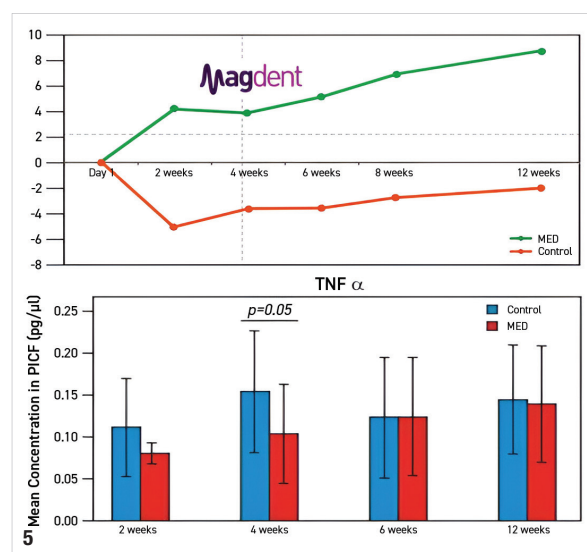 10
8
6
4
2
0
-2
-4
-6
-8
Magdent
Day 1
2 weeks
4 weeks
6 weeks
8 weeks
12 weeks
MED
Control
TNF α
Mean Concentration in PICF (pg/µl)
0.25
0.20
0.15
0.10
0.05
0.00
p=0.05
Control
MED
2 weeks
4 weeks
6 weeks
12 weeks
5